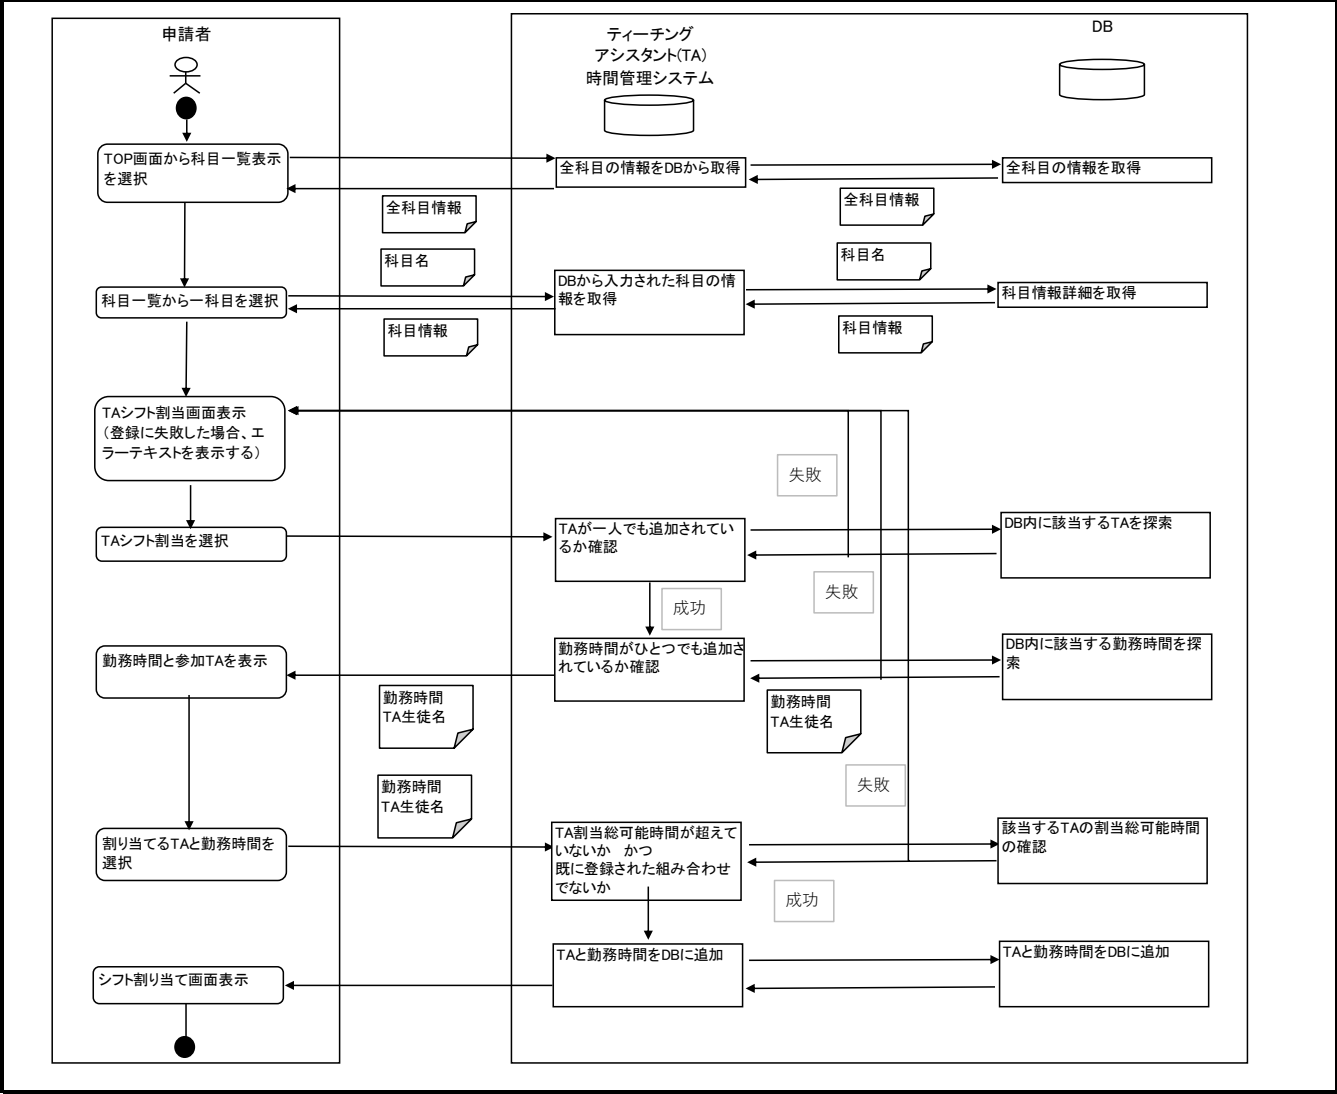 申請者
ティーチング
アシスタント(TA)
時間管理システム
DB
TOP画面から科目一覧表示
を選択
全科目の情報をDBから取得
全科目の情報を取得
全科目情報
全科目情報
科目名
科目名
科目一覧から一科目を選択
DBから入力された科目の情
報を取得
科目情報詳細を取得
科目情報
科目情報
TAシフト割当画面表示
（登録に失敗した場合、エ
ラーテキストを表示する）
失敗
TAシフト割当を選択
TAが一人でも追加されてい
るか確認
DB内に該当するTAを探索
失敗
成功
勤務時間と参加TAを表示
勤務時間がひとつでも追加さ
れているか確認
DB内に該当する勤務時間を探
索
勤務時間
TA生徒名
勤務時間
TA生徒名
失敗
勤務時間
TA生徒名
割り当てるTAと勤務時間を
選択
TA割当総可能時間が超えて
いないか　かつ
既に登録された組み合わせ
でないか
該当するTAの割当総可能時間
の確認
成功
シフト割り当て画面表示
TAと勤務時間をDBに追加
TAと勤務時間をDBに追加